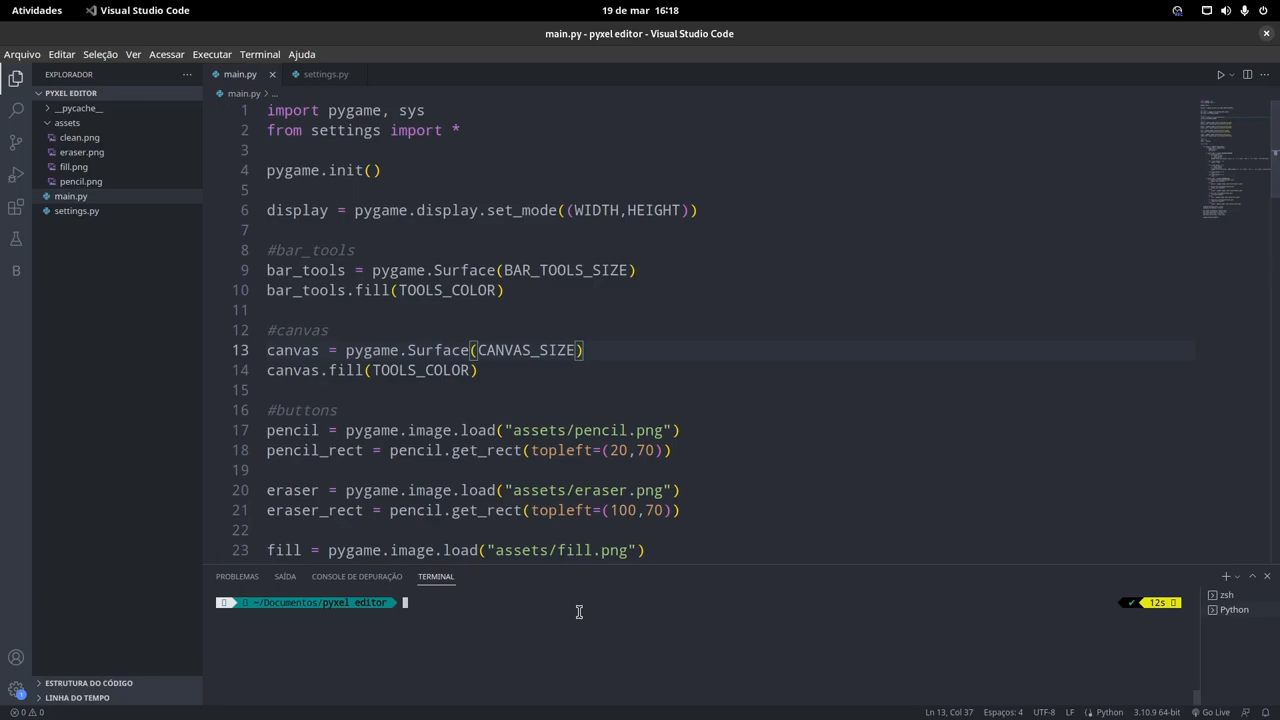 Atividades
Visual Studio Code
19 de mar 16:18
main.py - pyxel editor - Visual Studio Code
Arquivo Editar Seleção Ver Acessar Executar Terminal Ajuda
EXPLORADOR
PYXEL EDITOR
__pycache__
assets
clean.png
eraser.png
fill.png
pencil.png
main.py
settings.py
ESTRUTURA DO CÓDIGO
LINHA DO TEMPO
main.py
settings.py
main.py > ...
1 import pygame, sys
2 from settings import *
3
4 pygame.init()
5
6 display = pygame.display.set_mode((WIDTH,HEIGHT))
7
8 #bar_tools
9 bar_tools = pygame.Surface(BAR_TOOLS_SIZE)
10 bar_tools.fill(TOOLS_COLOR)
11
12 #canvas
13 canvas = pygame.Surface(CANVAS_SIZE)
14 canvas.fill(TOOLS_COLOR)
15
16 #buttons
17 pencil = pygame.image.load("assets/pencil.png")
18 pencil_rect = pencil.get_rect(topleft=(20,70))
19
20 eraser = pygame.image.load("assets/eraser.png")
21 eraser_rect = pencil.get_rect(topleft=(100,70))
22
23 fill = pygame.image.load("assets/fill.png")
PROBLEMAS SAÍDA CONSOLE DE DEPURAÇÃO TERMINAL
~/Documentos/pyxel editor
✔ 12s
zsh
Python
0 0
Ln 13, Col 37 Espaços: 4 UTF-8 LF Python 3.10.9 64-bit Go Live